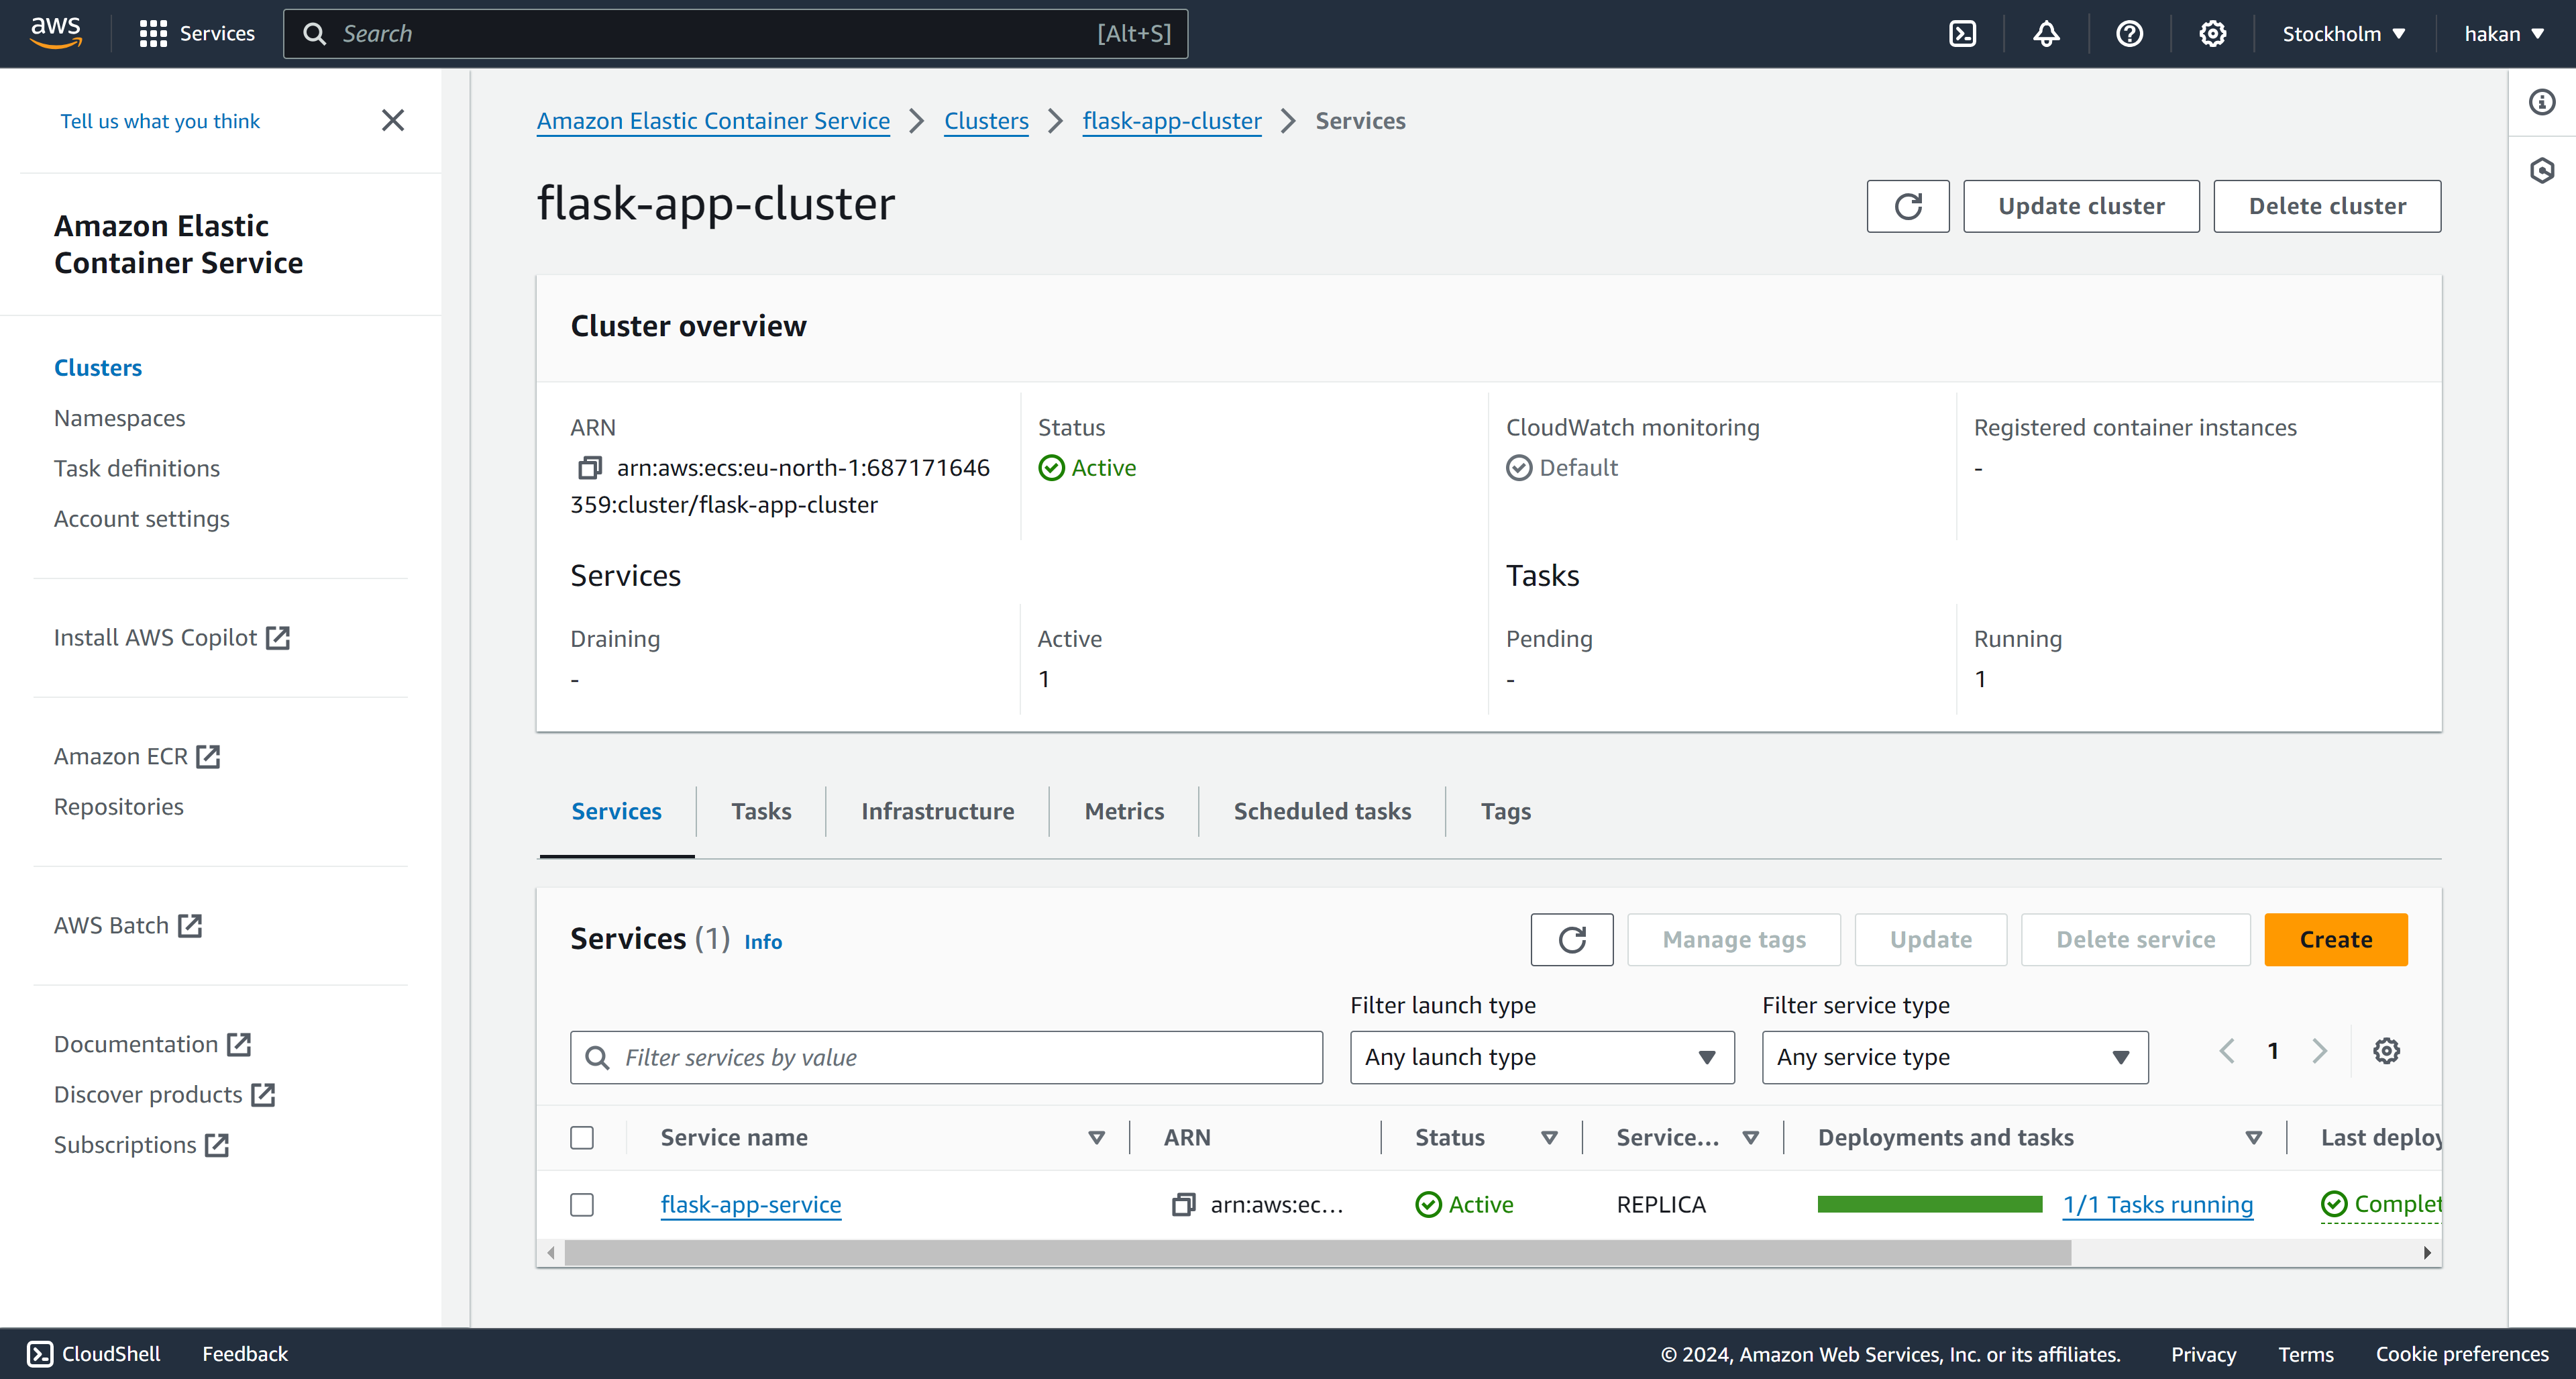 aws
Services
Search
[Alt+S]
Stockholm
hakan
Tell us what you think
Amazon Elastic
Container Service
Clusters
Namespaces
Task definitions
Account settings
Install AWS Copilot
Amazon ECR
Repositories
AWS Batch
Documentation
Discover products
Subscriptions
Amazon Elastic Container Service
Clusters
flask-app-cluster
Services
flask-app-cluster
Update cluster
Delete cluster
Cluster overview
ARN
arn:aws:ecs:eu-north-1:687171646
359:cluster/flask-app-cluster
Status
Active
CloudWatch monitoring
Default
Registered container instances
-
Services
Tasks
Draining
-
Active
1
Pending
-
Running
1
Services
Tasks
Infrastructure
Metrics
Scheduled tasks
Tags
Services (1) Info
Manage tags
Update
Delete service
Create
Filter services by value
Filter launch type
Any launch type
Filter service type
Any service type
1
Service name
ARN
Status
Service...
Deployments and tasks
Last deploy
flask-app-service
arn:aws:ec...
Active
REPLICA
1/1 Tasks running
Complet
CloudShell
Feedback
© 2024, Amazon Web Services, Inc. or its affiliates.
Privacy
Terms
Cookie preferences